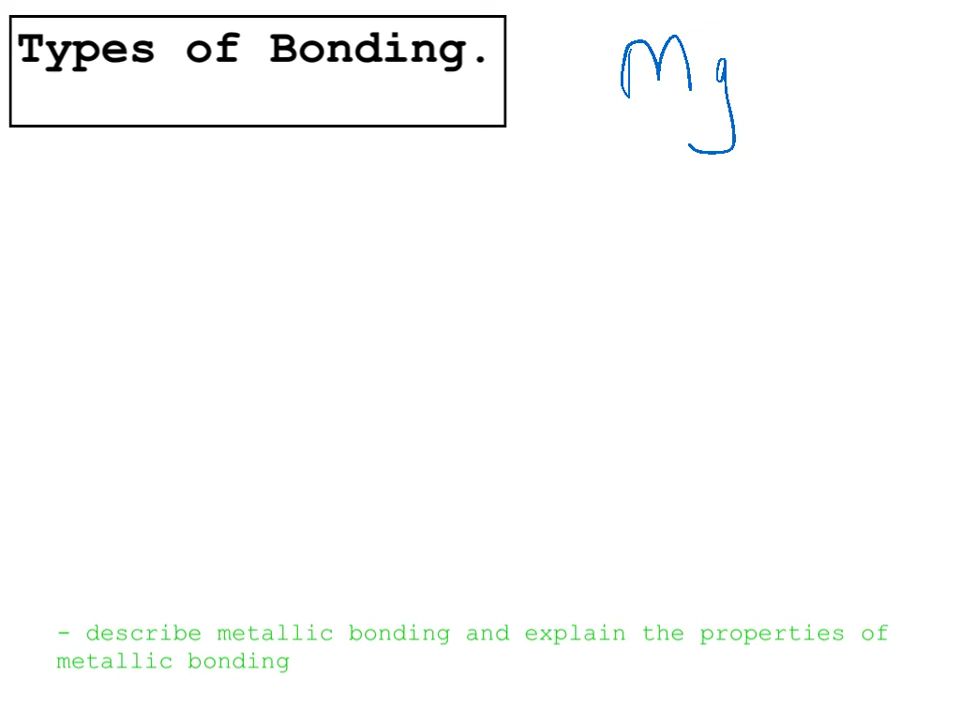 Types of Bonding.
Mg
- describe metallic bonding and explain the properties of
metallic bonding